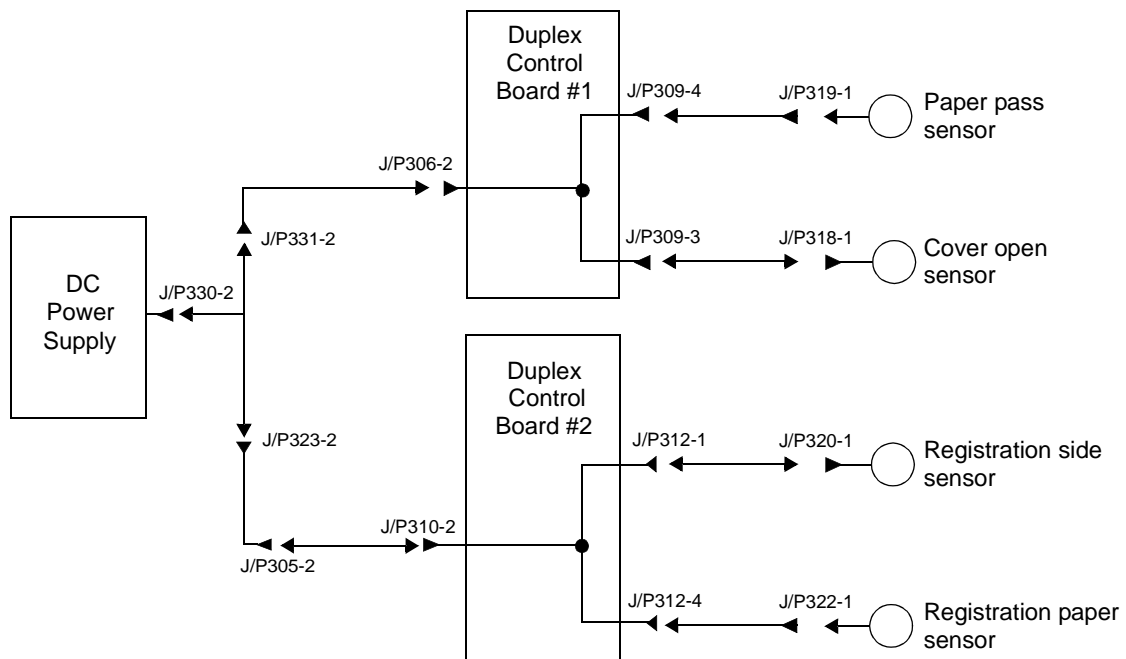 Duplex
Control
Board #1
J/P309-4
J/P319-1
Paper pass
sensor
J/P306-2
J/P331-2
J/P309-3
J/P318-1
Cover open
sensor
DC
Power
Supply
J/P330-2
Duplex
Control
Board #2
J/P323-2
J/P312-1
J/P320-1
Registration side
sensor
J/P310-2
J/P305-2
J/P312-4
J/P322-1
Registration paper
sensor